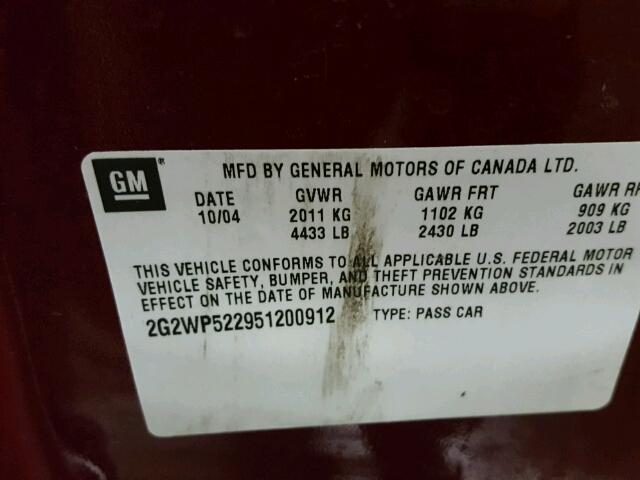 GM ® MFD BY GENERAL MOTORS OF CANADA LTD.
DATE GVWR GAWR FRT GAWR RR
10/04 2011 KG 1102 KG 909 KG
4433 LB 2430 LB 2003 LB
THIS VEHICLE CONFORMS TO ALL APPLICABLE U.S. FEDERAL MOTOR
VEHICLE SAFETY, BUMPER, AND THEFT PREVENTION STANDARDS IN
EFFECT ON THE DATE OF MANUFACTURE SHOWN ABOVE.
2G2WP522951200912 TYPE: PASS CAR